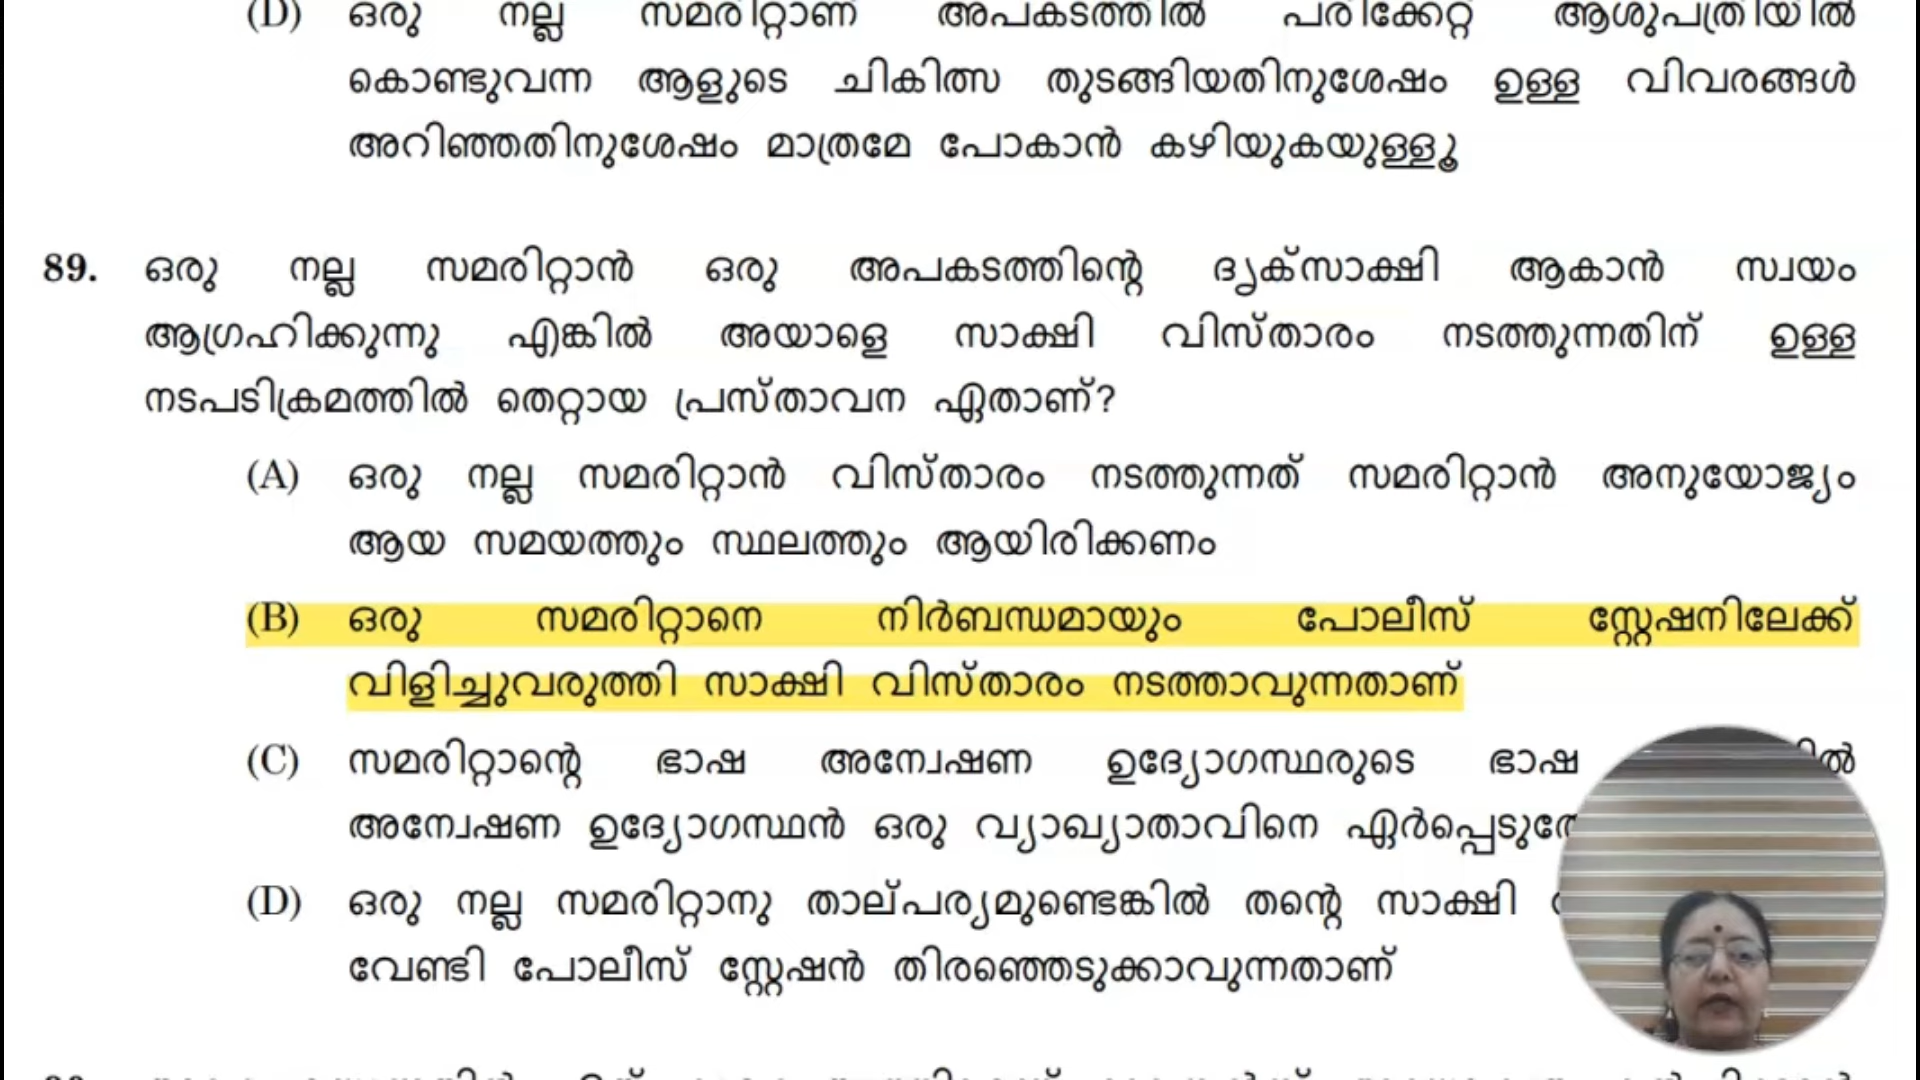 (D) ഒരു നല്ല സമരിറ്റാണ് അപകടത്തിൽ പരിക്കേറ്റ് ആശുപത്രിയിൽ
കൊണ്ടുവന്ന ആളുടെ ചികിത്സ തുടങ്ങിയതിനുശേഷം ഉള്ള വിവരങ്ങൾ
അറിഞ്ഞതിനുശേഷം മാത്രമേ പോകാൻ കഴിയുകയുള്ളൂ
89. ഒരു നല്ല സമരിറ്റാൻ ഒരു അപകടത്തിന്റെ ദൃക്‌സാക്ഷി ആകാൻ സ്വയം
ആഗ്രഹിക്കുന്നു എങ്കിൽ അയാളെ സാക്ഷി വിസ്താരം നടത്തുന്നതിന് ഉള്ള
നടപടിക്രമത്തിൽ തെറ്റായ പ്രസ്താവന ഏതാണ്?
(A) ഒരു നല്ല സമരിറ്റാൻ വിസ്താരം നടത്തുന്നത് സമരിറ്റാൻ അനുയോജ്യം
ആയ സമയത്തും സ്ഥലത്തും ആയിരിക്കണം
(B) ഒരു സമരിറ്റാനെ നിർബന്ധമായും പോലീസ് സ്റ്റേഷനിലേക്ക്
വിളിച്ചുവരുത്തി സാക്ഷി വിസ്താരം നടത്താവുന്നതാണ്
(C) സമരിറ്റാന്റെ ഭാഷ അന്വേഷണ ഉദ്യോഗസ്ഥരുടെ ഭാഷ
അന്വേഷണ ഉദ്യോഗസ്ഥൻ ഒരു വ്യാഖ്യാതാവിനെ
(D) ഒരു നല്ല സമരിറ്റാനു താല്പര്യമുണ്ടെങ്കിൽ തന്റെ സാക്ഷി
വേണ്ടി പോലീസ് സ്റ്റേഷൻ തിരഞ്ഞെടുക്കാവുന്നതാണ്